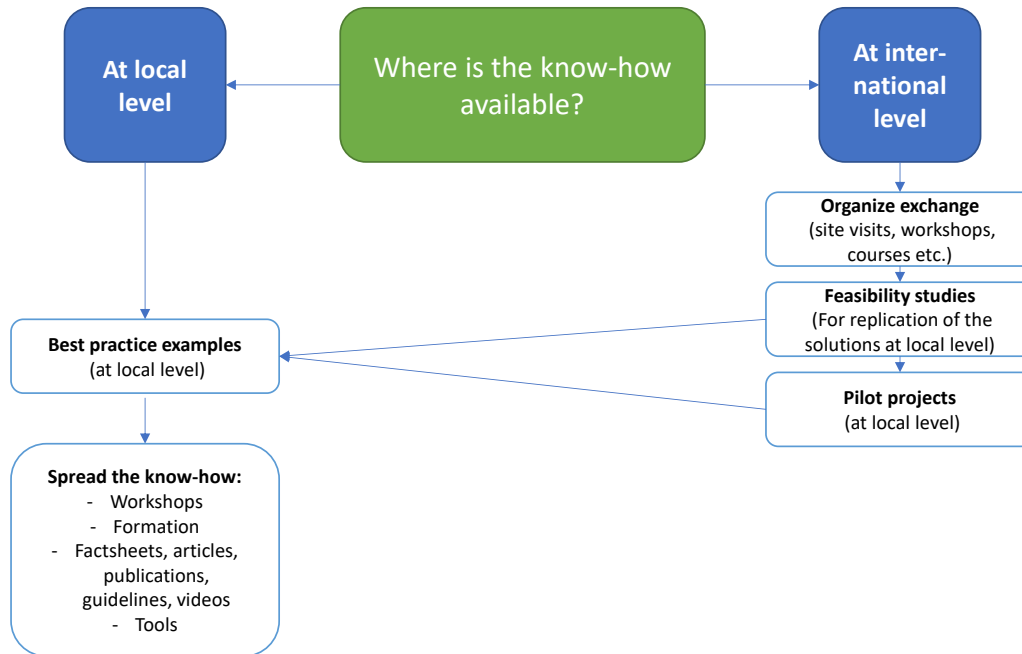 At local
level
Where is the know-how
available?
At inter-
national
level
Organize exchange
(site visits, workshops,
courses etc.)
Feasibility studies
(For replication of the
solutions at local level)
Pilot projects
(at local level)
Best practice examples
(at local level)
Spread the know-how:
- Workshops
- Formation
- Factsheets, articles,
publications,
guidelines, videos
- Tools